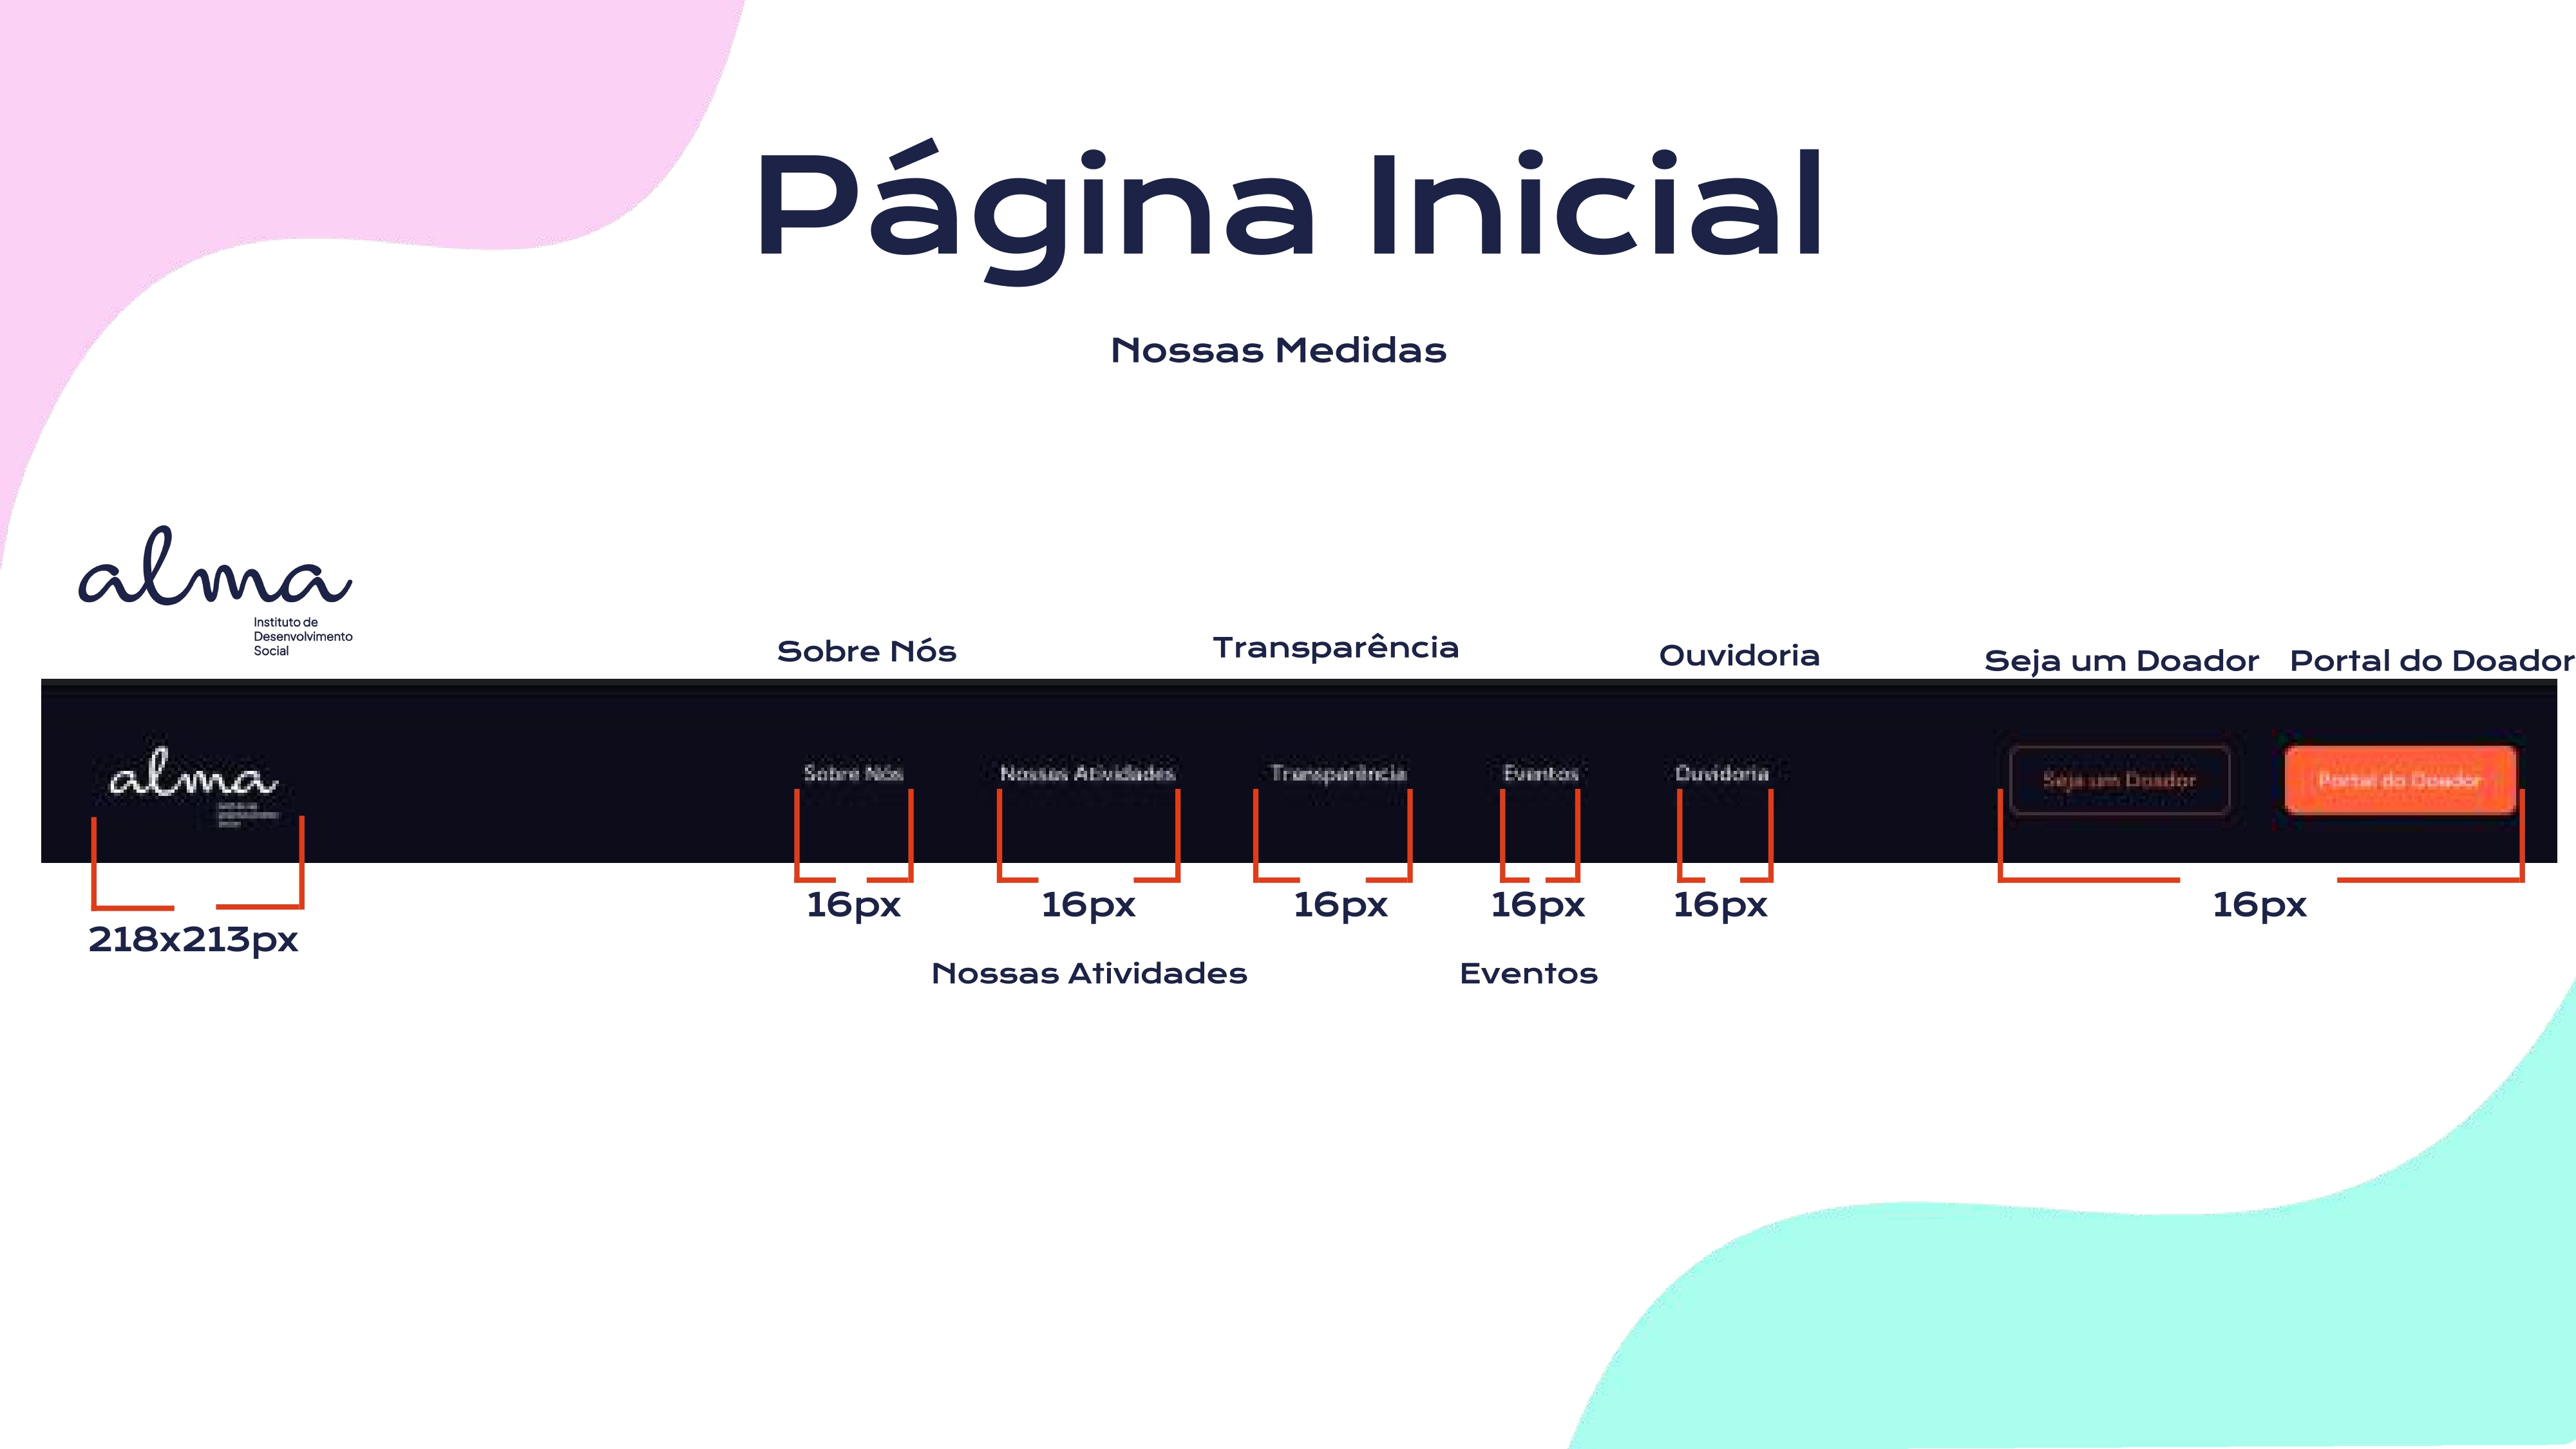 Página Inicial
Nossas Medidas
alma
Instituto de
Desenvolvimento
Social
Sobre Nós
Transparência
Ouvidoria
Seja um Doador
Portal do Doador
alma
Sobre Nós
Nossas Atividades
Transparência
Eventos
Ouvidoria
Seja um Doador
Portal do Doador
218x213px
16px
16px
16px
16px
16px
16px
Nossas Atividades
Eventos